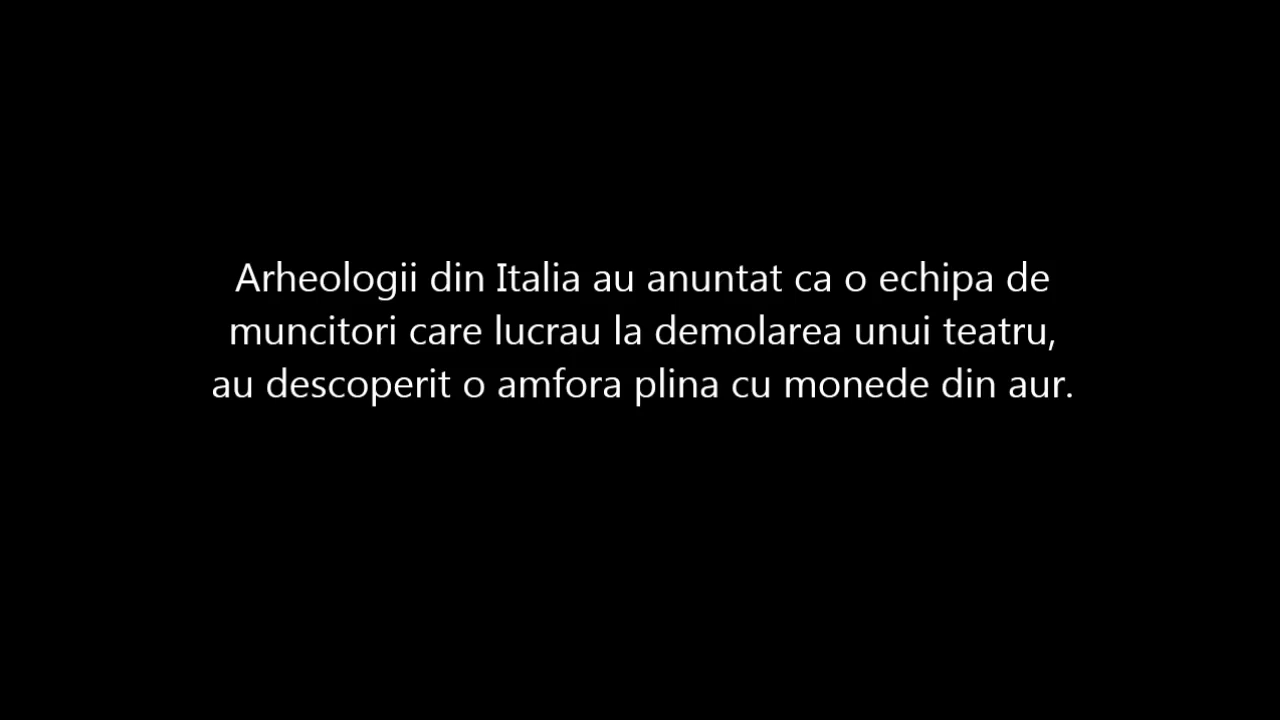 Arheologii din Italia au anuntat ca o echipa de
muncitori care lucrau la demolarea unui teatru,
au descoperit o amfora plina cu monede din aur.